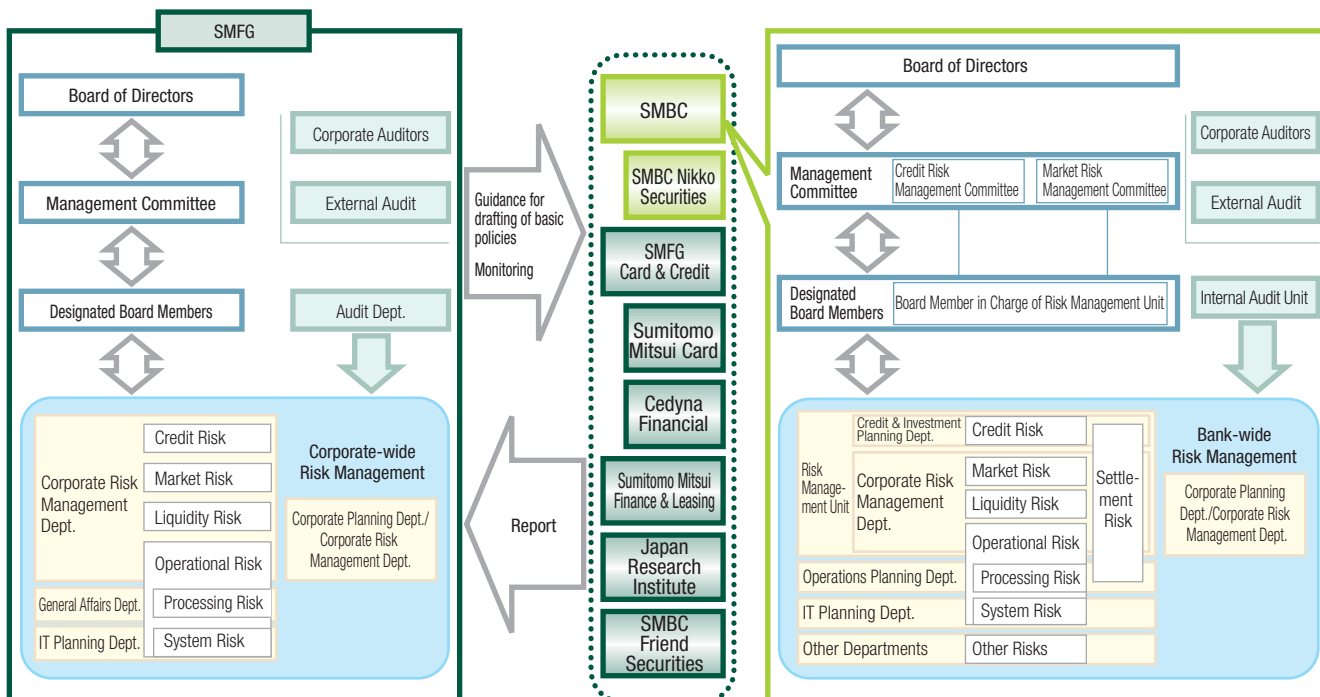 SMFG
Board of Directors
Corporate Auditors
Management Committee
External Audit
Designated Board Members
Audit Dept.
Corporate Risk
Management
Dept.
Credit Risk
Market Risk
Liquidity Risk
Operational Risk
General Affairs Dept.
Processing Risk
IT Planning Dept.
System Risk
Corporate-wide
Risk Management
Corporate Planning Dept./
Corporate Risk
Management Dept.
Guidance for
drafting of basic
policies
Monitoring
Report
SMBC
SMBC Nikko
Securities
SMFG
Card & Credit
Sumitomo
Mitsui Card
Cedyna
Financial
Sumitomo Mitsui
Finance & Leasing
Japan
Research
Institute
SMBC
Friend
Securities
Board of Directors
Management
Committee
Credit Risk
Management Committee
Market Risk
Management Committee
Corporate Auditors
External Audit
Designated
Board Members
Board Member in Charge of Risk Management Unit
Internal Audit Unit
Risk
Manage-
ment Unit
Credit & Investment
Planning Dept.
Credit Risk
Corporate Risk
Management
Dept.
Market Risk
Liquidity Risk
Operational Risk
Settle-
ment
Risk
Operations Planning Dept.
Processing Risk
IT Planning Dept.
System Risk
Other Departments
Other Risks
Bank-wide
Risk Management
Corporate Planning
Dept./Corporate Risk
Management Dept.